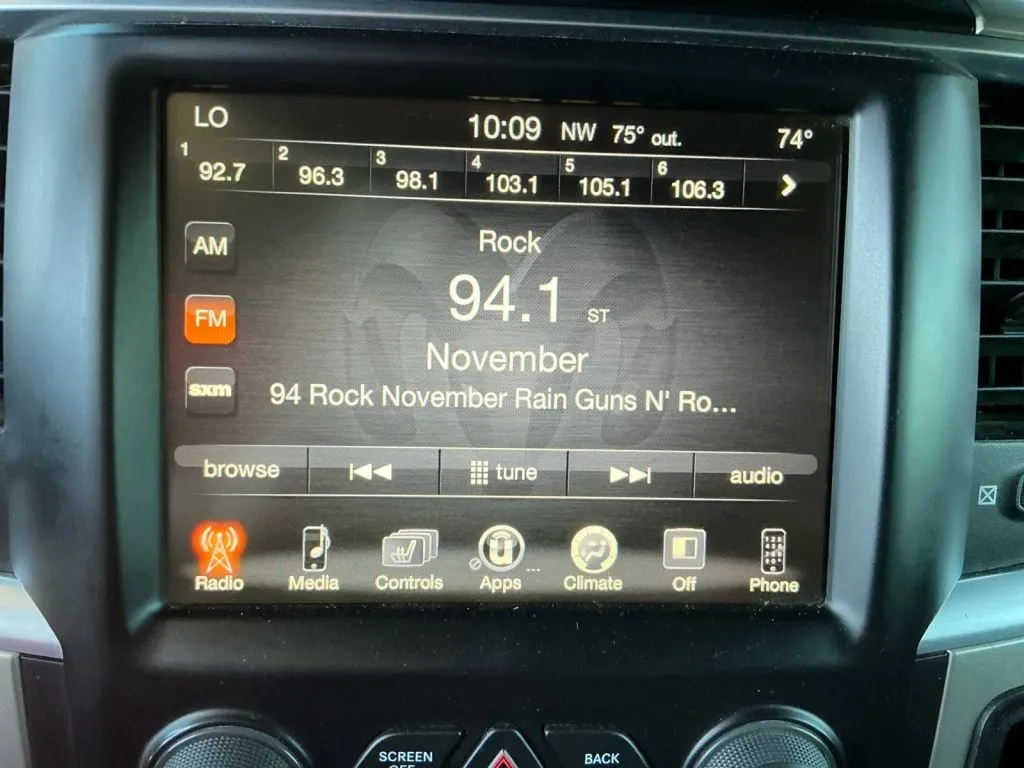 LO 10:09 NW 75° out. 74°
1 92.7 2 96.3 3 98.1 4 103.1 5 105.1 6 106.3
AM
Rock
FM
94.1 ST
November
sxm
94 Rock November Rain Guns N' Ro...
browse tune audio
Radio Media Controls Apps ... Climate Off Phone
SCREEN
OFF
BACK